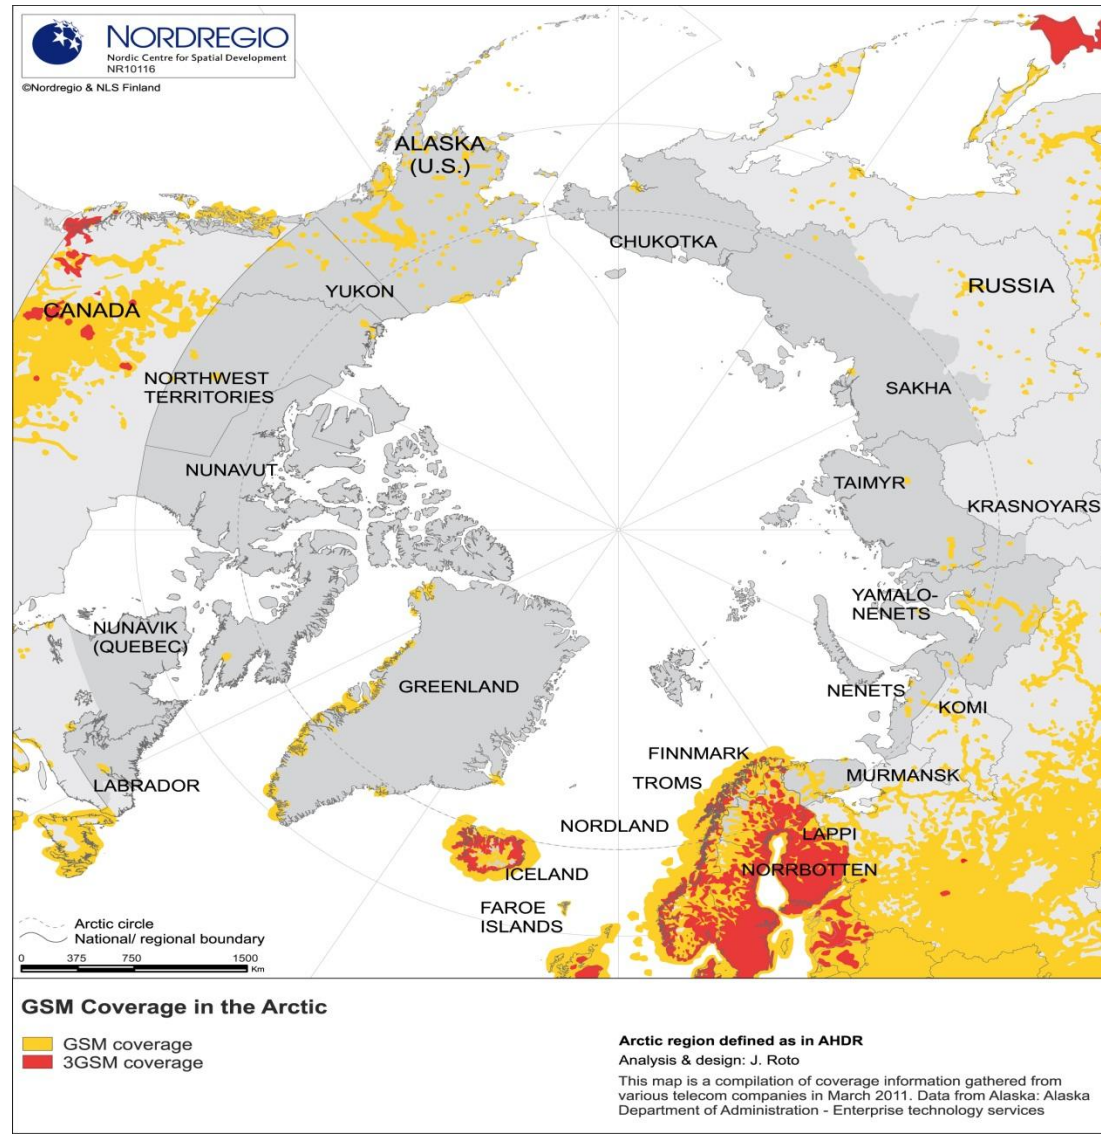 NORDREGIO
Nordic Centre for Spatial Development
NR10116
©Nordregio & NLS Finland
ALASKA
(U.S.)
CHUKOTKA
RUSSIA
YUKON
CANADA
NORTHWEST
TERRITORIES
SAKHA
NUNAVUT
TAIMYR
KRASNOYARS
YAMALO-
NENETS
NUNAVIK
(QUEBEC)
GREENLAND
NENETS
KOMI
FINNMARK
MURMANSK
LABRADOR
TROMS
NORDLAND
LAPPI
ICELAND
NORRBOTTEN
FAROE
ISLANDS
Arctic circle
National/ regional boundary
0 375 750 1500
Km
GSM Coverage in the Arctic
GSM coverage
3GSM coverage
Arctic region defined as in AHDR
Analysis & design: J. Roto
This map is a compilation of coverage information gathered from
various telecom companies in March 2011. Data from Alaska: Alaska
Department of Administration - Enterprise technology services